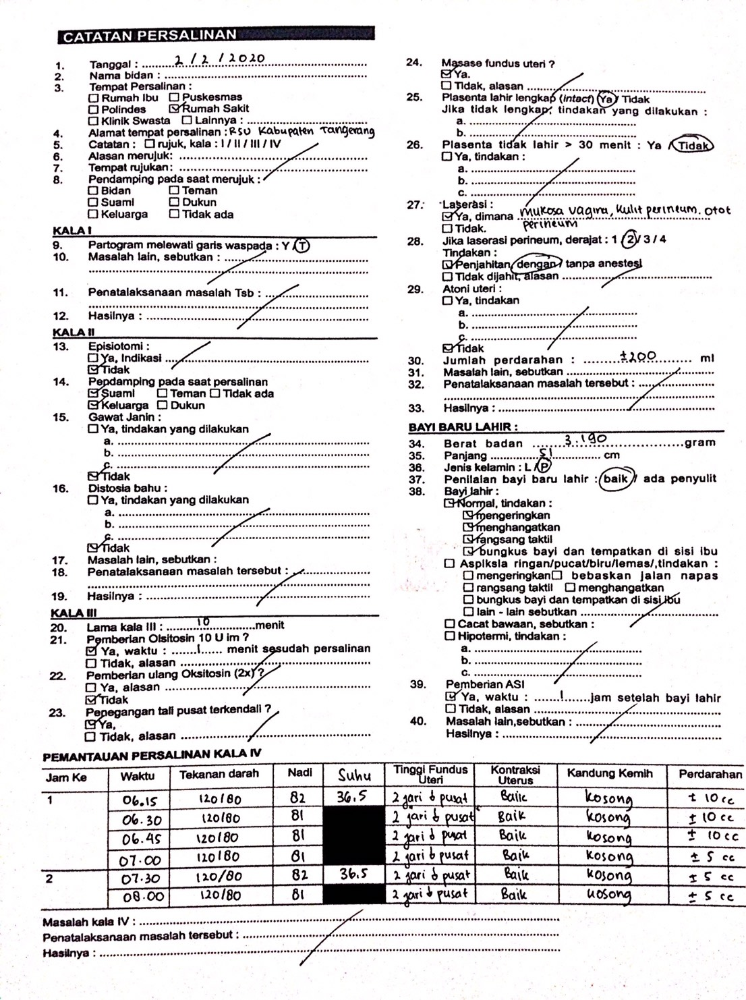 CATATAN PERSALINAN
1. Tanggal : 2 / 2 / 2020
2. Nama bidan :
3. Tempat Persalinan :
Rumah Ibu Puskesmas
Polindes Rumah Sakit
Klinik Swasta Lainnya :
4. Alamat tempat persalinan : RSU Kabupaten Tangerang
5. Catatan : rujuk, kala : I / II / III / IV
6. Alasan merujuk:
7. Tempat rujukan:
8. Pendamping pada saat merujuk :
Bidan Teman
Suami Dukun
Keluarga Tidak ada
KALA I
9. Partogram melewati garis waspada : Y / T
10. Masalah lain, sebutkan :
11. Penatalaksanaan masalah Tsb :
12. Hasilnya :
KALA II
13. Episiotomi :
Ya, Indikasi
Tidak
14. Pendamping pada saat persalinan
Suami Teman Tidak ada
Keluarga Dukun
15. Gawat Janin :
Ya, tindakan yang dilakukan
a.
b.
c.
Tidak
16. Distosia bahu :
Ya, tindakan yang dilakukan
a.
b.
c.
Tidak
17. Masalah lain, sebutkan :
18. Penatalaksanaan masalah tersebut :
19. Hasilnya :
KALA III
20. Lama kala III : 10 menit
21. Pemberian Olsitosin 10 U im ?
Ya, waktu : 1 menit sesudah persalinan
Tidak, alasan
22. Pemberian ulang Oksitosin (2x) ?
Ya, alasan
Tidak
23. Penegangan tali pusat terkendali ?
Ya,
Tidak, alasan
24. Masase fundus uteri ?
Ya.
Tidak, alasan
25. Plasenta lahir lengkap (intact) Ya / Tidak
Jika tidak lengkap, tindakan yang dilakukan :
a.
b.
26. Plasenta tidak lahir > 30 menit : Ya / Tidak
Ya, tindakan :
a.
b.
c.
27. Laserasi :
Ya, dimana mukosa vagina, kulit perineum. otot
perineum
Tidak.
28. Jika laserasi perineum, derajat : 1 / 2 / 3 / 4
Tindakan :
Penjahitan, dengan / tanpa anestesi
Tidak dijahit, alasan
29. Atoni uteri :
Ya, tindakan
a.
b.
c.
Tidak
30. Jumlah perdarahan : ±200 ml
31. Masalah lain, sebutkan
32. Penatalaksanaan masalah tersebut :
33. Hasilnya :
BAYI BARU LAHIR :
34. Berat badan 3.190 gram
35. Panjang 51 cm
36. Jenis kelamin : L / P
37. Penilaian bayi baru lahir : baik / ada penyulit
38. Bayi lahir :
Normal, tindakan :
mengeringkan
menghangatkan
rangsang taktil
bungkus bayi dan tempatkan di sisi ibu
Aspiksia ringan/pucat/biru/lemas/,tindakan :
mengeringkan bebaskan jalan napas
rangsang taktil menghangatkan
bungkus bayi dan tempatkan di sisi ibu
lain - lain sebutkan
Cacat bawaan, sebutkan :
Hipotermi, tindakan :
a.
b.
c.
39. Pemberian ASI
Ya, waktu : 1 jam setelah bayi lahir
Tidak, alasan
40. Masalah lain,sebutkan :
Hasilnya :
PEMANTAUAN PERSALINAN KALA IV
Jam Ke Waktu Tekanan darah Nadi Suhu Tinggi Fundus Uteri Kontraksi Uterus Kandung Kemih Perdarahan
1 06.15 120/80 82 36.5 2 jari ↓ pusat Baik Kosong ± 10 cc
06.30 120/80 81 2 jari ↓ pusat Baik Kosong ± 10 cc
06.45 120/80 81 2 jari ↓ pusat Baik Kosong ± 10 cc
07.00 120/80 81 2 jari ↓ pusat Baik Kosong ± 5 cc
2 07.30 120/80 82 36.5 2 jari ↓ pusat Baik Kosong ± 5 cc
08.00 120/80 81 2 jari ↓ pusat Baik Kosong ± 5 cc
Masalah kala IV :
Penatalaksanaan masalah tersebut :
Hasilnya :